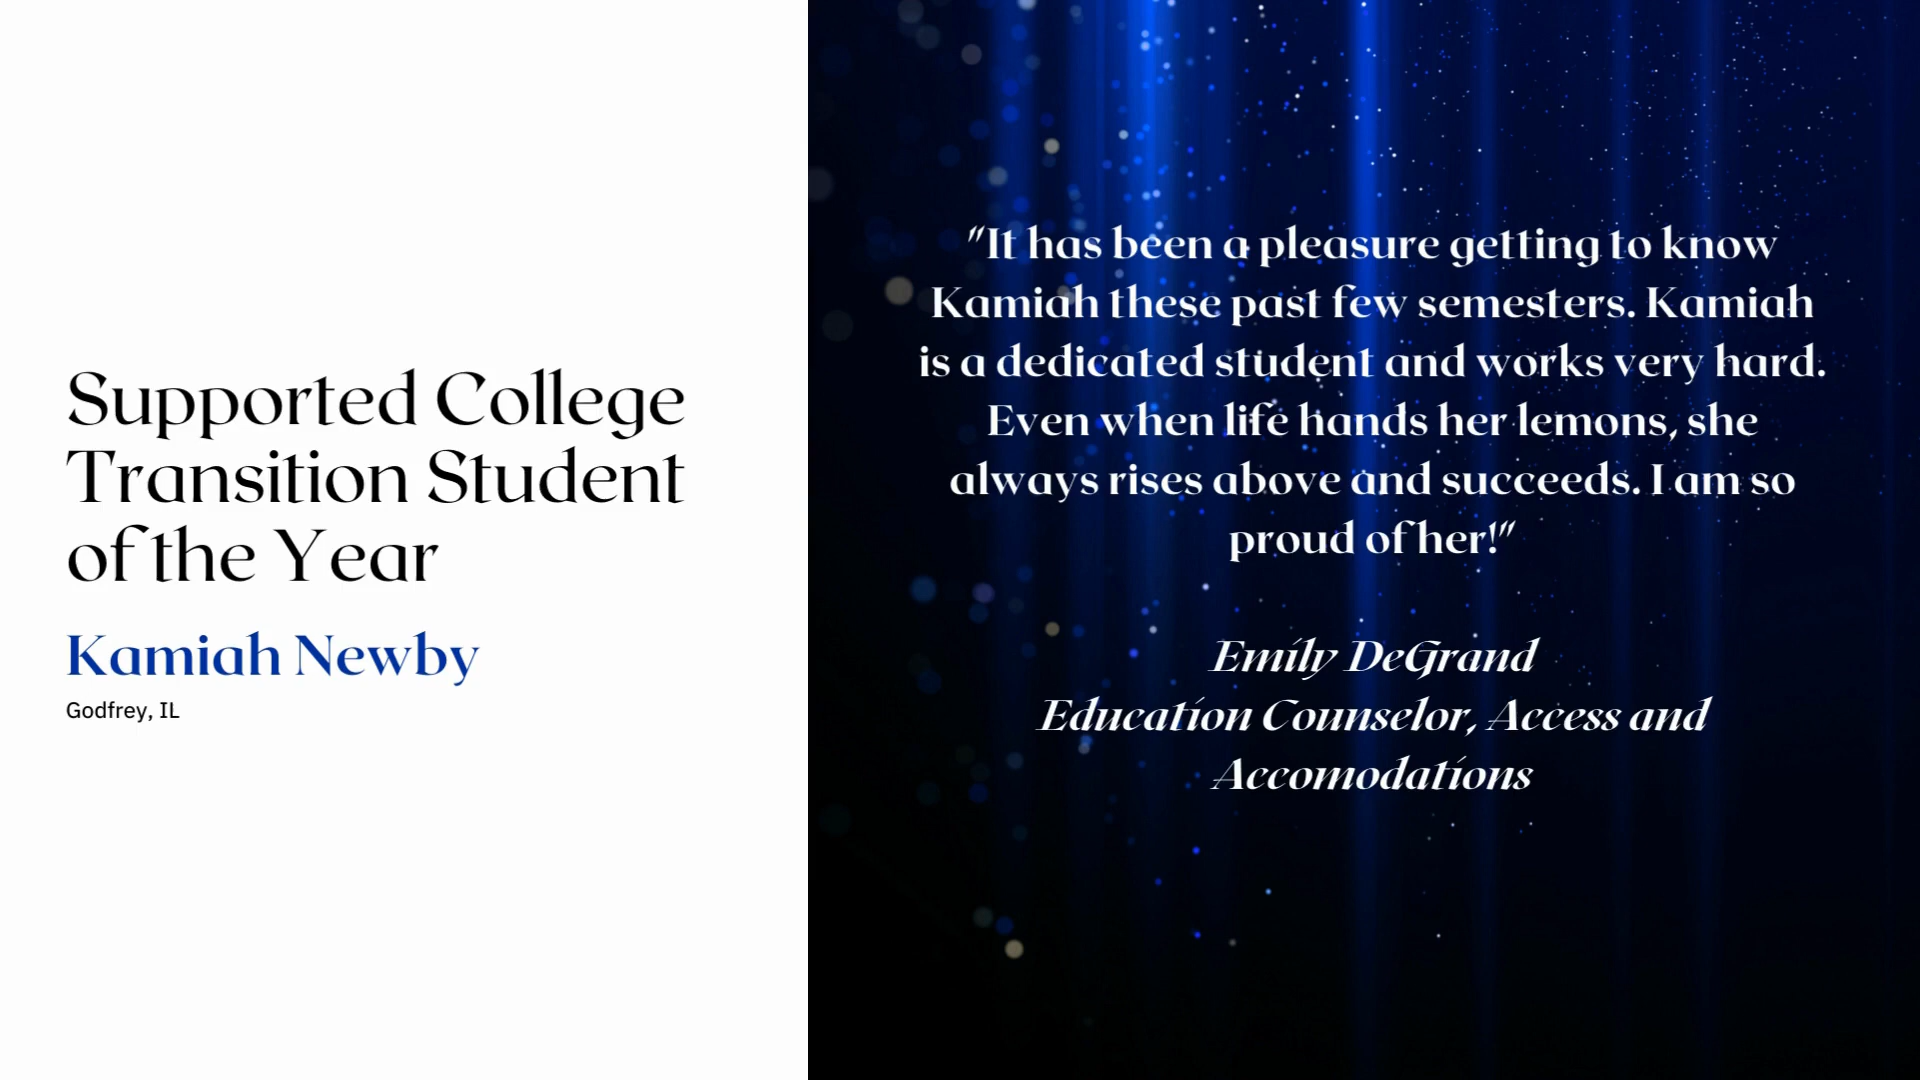 Supported College
Transition Student
of the Year
Kamiah Newby
Godfrey, IL
"It has been a pleasure getting to know
Kamiah these past few semesters. Kamiah
is a dedicated student and works very hard.
Even when life hands her lemons, she
always rises above and succeeds. I am so
proud of her!"
Emily DeGrand
Education Counselor, Access and
Accomodations